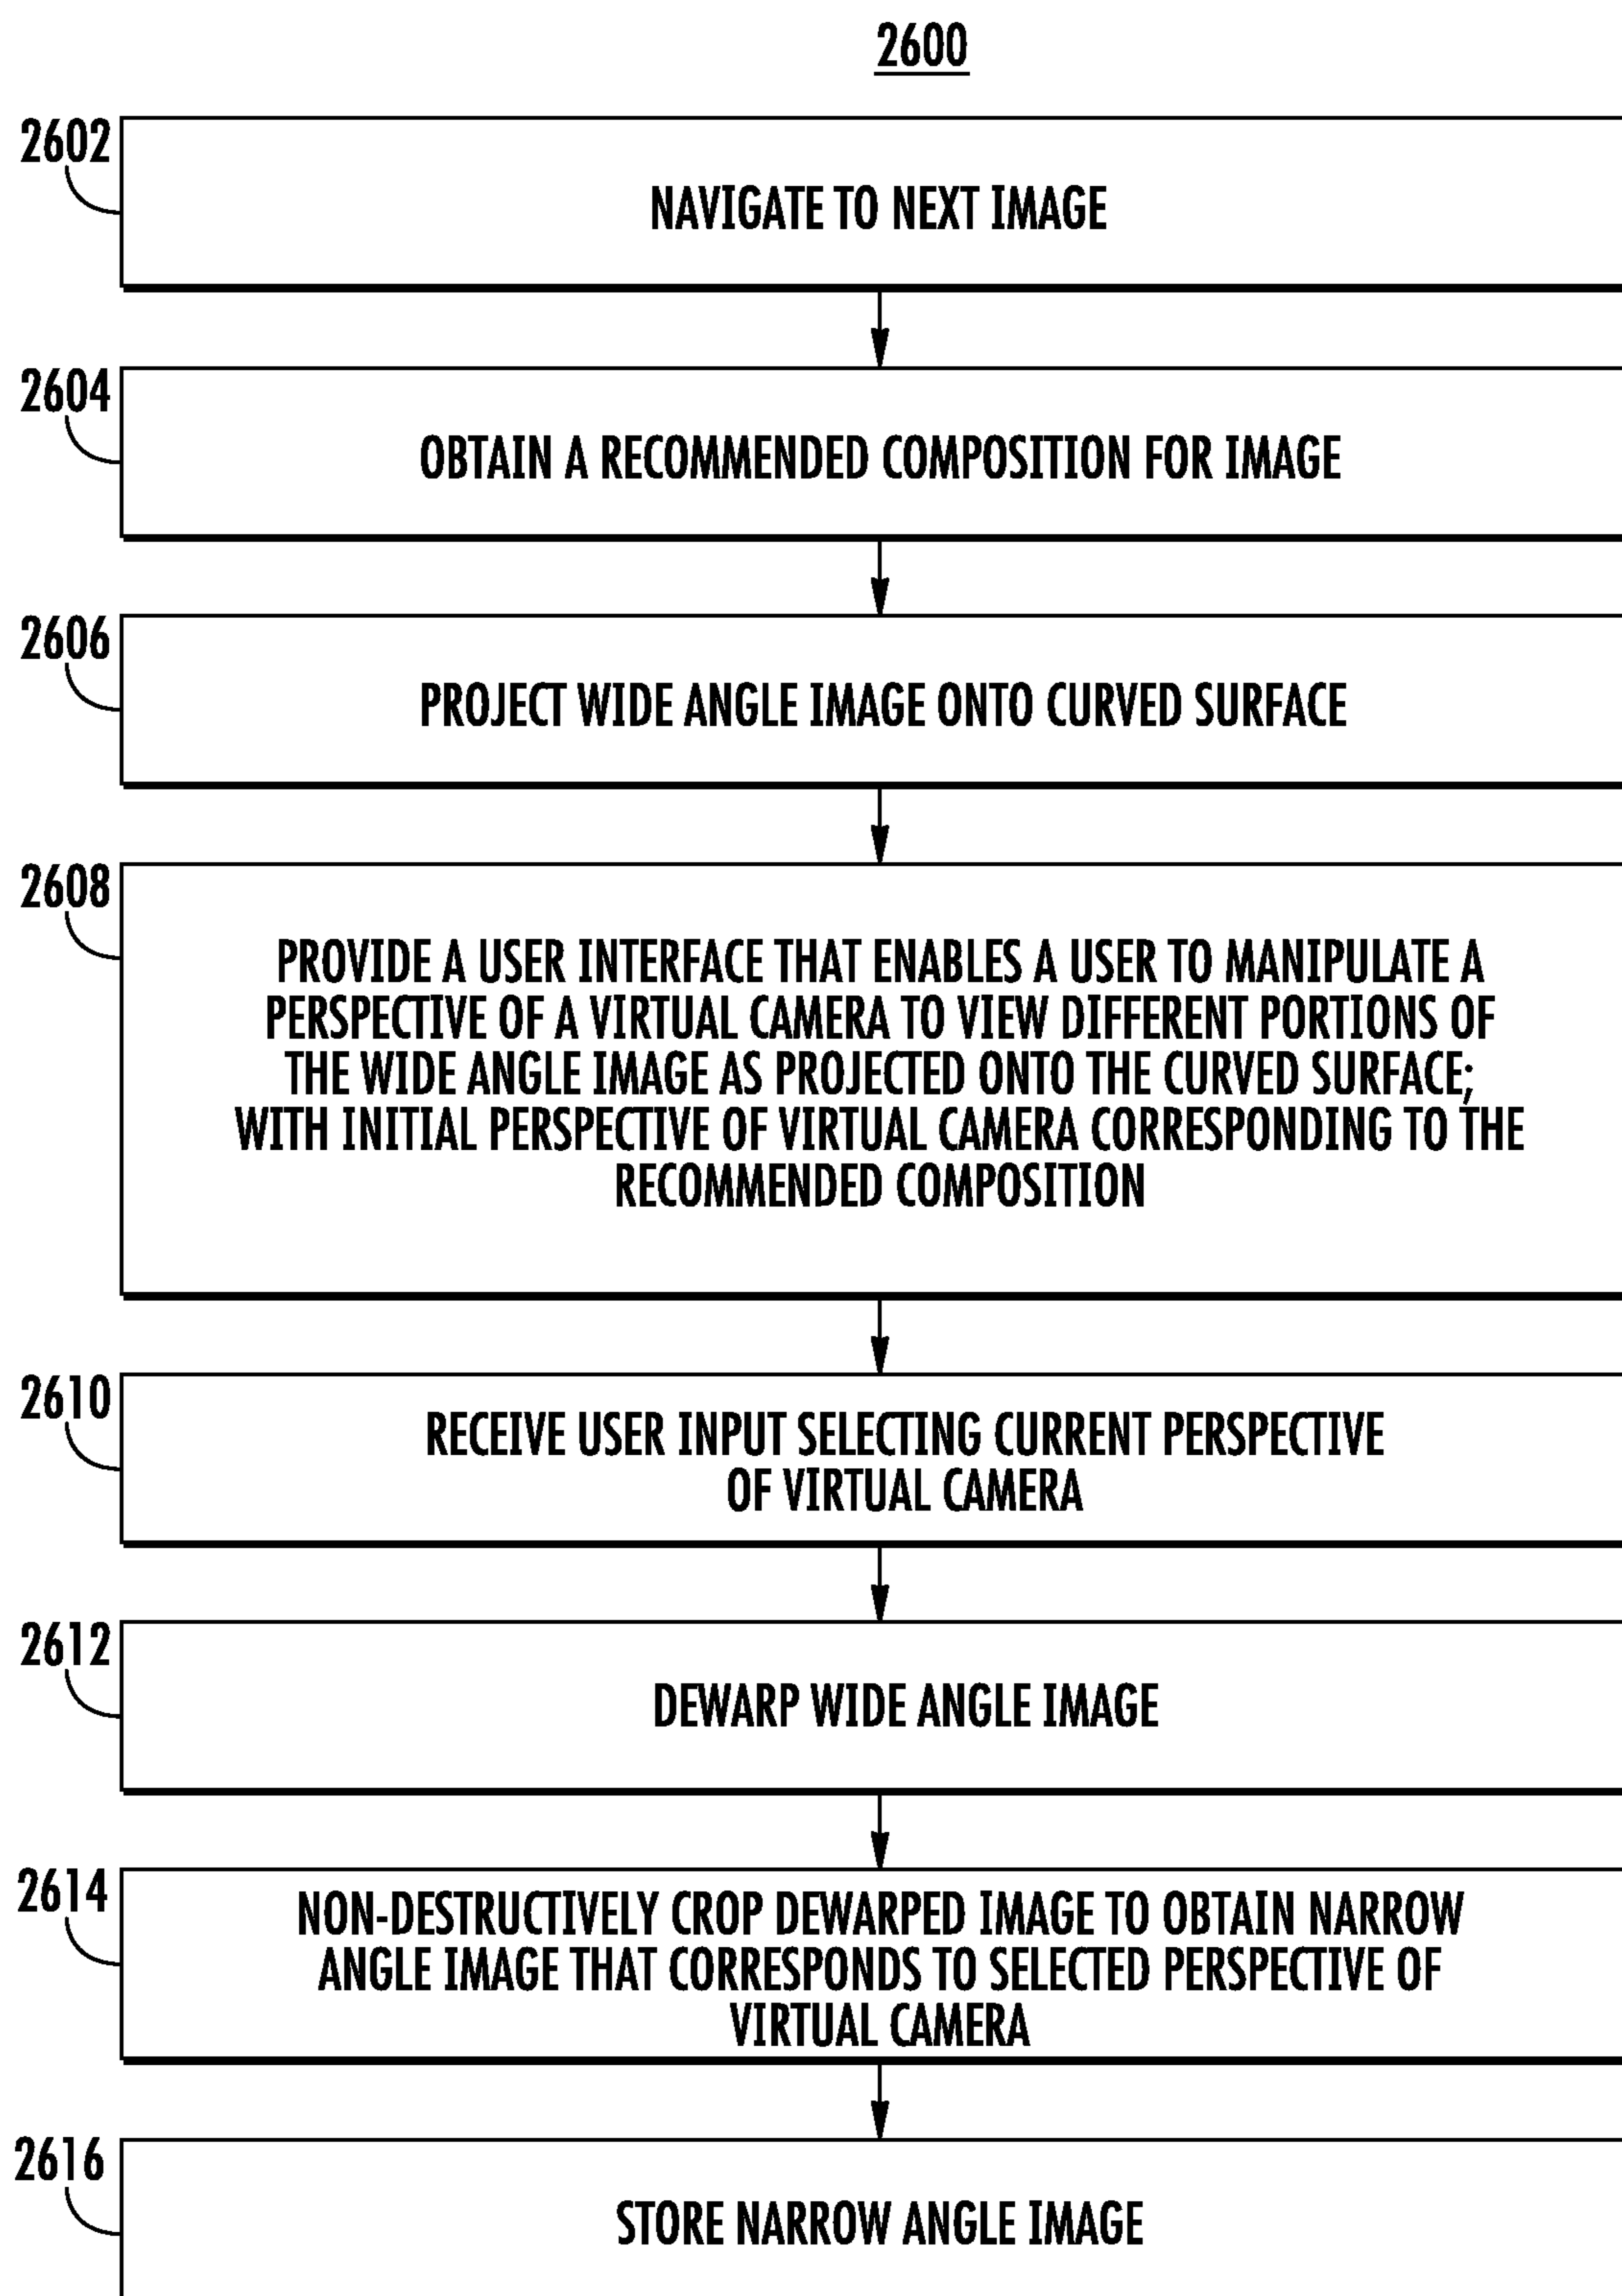 2600
2602
NAVIGATE TO NEXT IMAGE
2604
OBTAIN A RECOMMENDED COMPOSITION FOR IMAGE
2606
PROJECT WIDE ANGLE IMAGE ONTO CURVED SURFACE
2608
PROVIDE A USER INTERFACE THAT ENABLES A USER TO MANIPULATE A
PERSPECTIVE OF A VIRTUAL CAMERA TO VIEW DIFFERENT PORTIONS OF
THE WIDE ANGLE IMAGE AS PROJECTED ONTO THE CURVED SURFACE;
WITH INITIAL PERSPECTIVE OF VIRTUAL CAMERA CORRESPONDING TO THE
RECOMMENDED COMPOSITION
2610
RECEIVE USER INPUT SELECTING CURRENT PERSPECTIVE
OF VIRTUAL CAMERA
2612
DEWARP WIDE ANGLE IMAGE
2614
NON-DESTRUCTIVELY CROP DEWARPED IMAGE TO OBTAIN NARROW
ANGLE IMAGE THAT CORRESPONDS TO SELECTED PERSPECTIVE OF
VIRTUAL CAMERA
2616
STORE NARROW ANGLE IMAGE